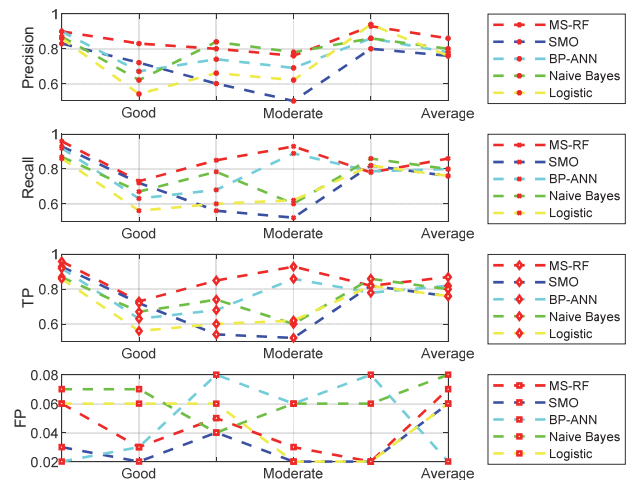 1
0.8
0.6
Precision
Good
Moderate
Average
MS-RF
SMO
BP-ANN
Naive Bayes
Logistic
1
0.8
0.6
Recall
Good
Moderate
Average
MS-RF
SMO
BP-ANN
Naive Bayes
Logistic
1
0.8
0.6
TP
Good
Moderate
Average
MS-RF
SMO
BP-ANN
Naive Bayes
Logistic
0.08
0.06
0.04
0.02
FP
Good
Moderate
Average
MS-RF
SMO
BP-ANN
Naive Bayes
Logistic